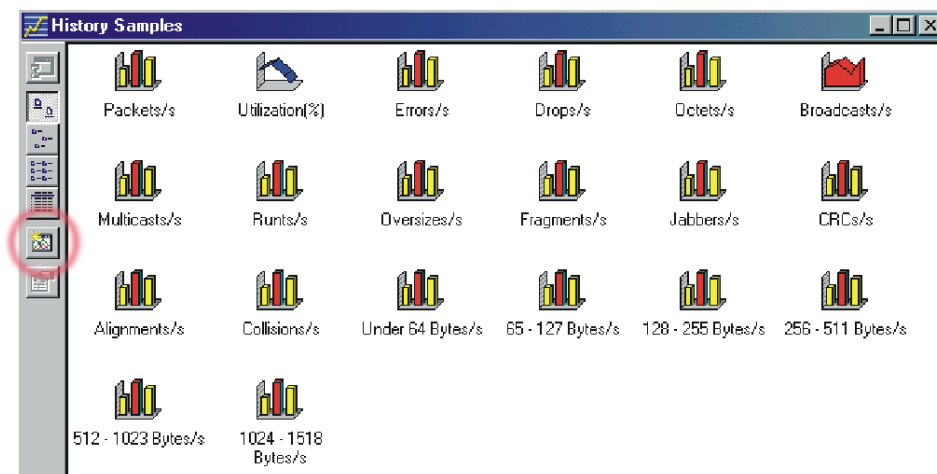 History Samples
Packets/s
Utilization(%)
Errors/s
Drops/s
Octets/s
Broadcasts/s
Multicasts/s
Runts/s
Oversizes/s
Fragments/s
Jabbers/s
CRCs/s
Alignments/s
Collisions/s
Under 64 Bytes/s
65 - 127 Bytes/s
128 - 255 Bytes/s
256 - 511 Bytes/s
512 - 1023 Bytes/s
1024 - 1518
Bytes/s